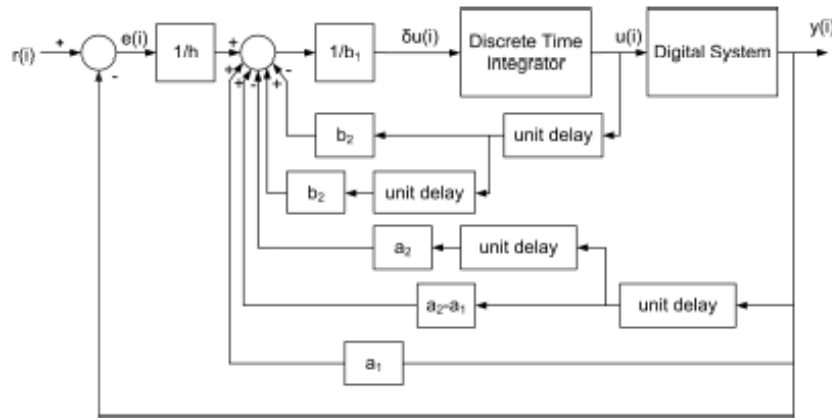 r(i)
+
-
e(i)
1/h
+
+
+
-
+
-
1/b₁
δu(i)
Discrete Time
Integrator
u(i)
Digital System
y(i)
b₂
unit delay
b₂
unit delay
a₂
unit delay
a₂-a₁
unit delay
a₁